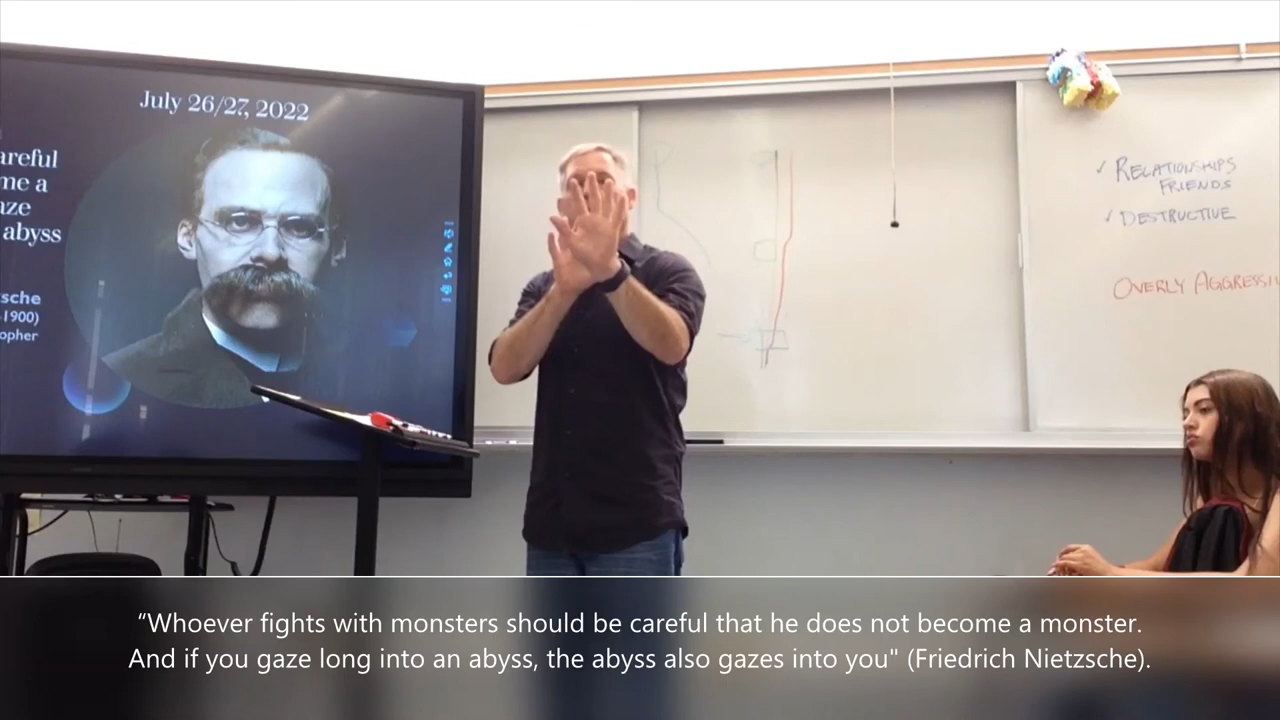 July 26/27, 2022
areful
me a
aze
abyss
sche
1900)
opher
✓ RELATIONSHIPS
FRIENDS
✓ DESTRUCTIVE
OVERLY AGGRESSI
“Whoever fights with monsters should be careful that he does not become a monster.
And if you gaze long into an abyss, the abyss also gazes into you" (Friedrich Nietzsche).